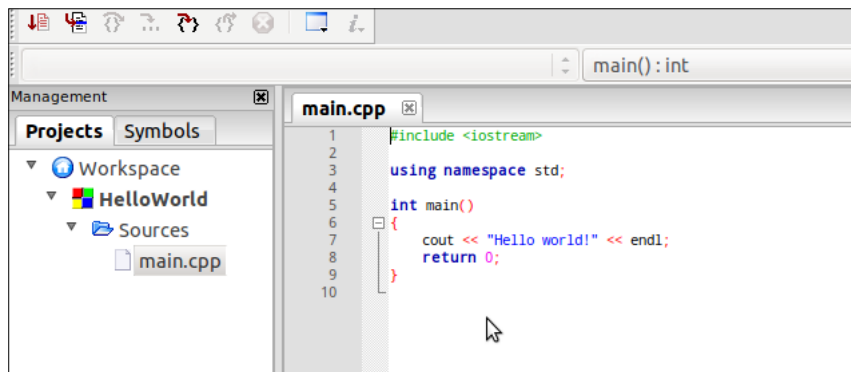 main() : int
Management
main.cpp
Projects Symbols
Workspace
HelloWorld
Sources
main.cpp
1 #include <iostream>
2
3 using namespace std;
4
5 int main()
6 {
7 cout << "Hello world!" << endl;
8 return 0;
9 }
10